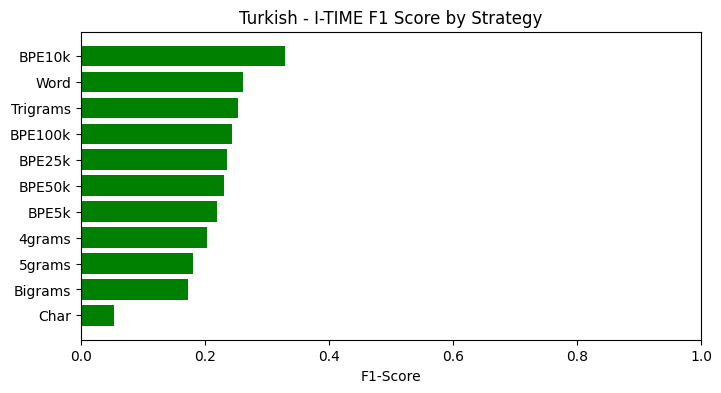 Turkish - I-TIME F1 Score by Strategy
BPE10k
Word
Trigrams
BPE100k
BPE25k
BPE50k
BPE5k
4grams
5grams
Bigrams
Char
0.0 0.2 0.4 0.6 0.8 1.0
F1-Score